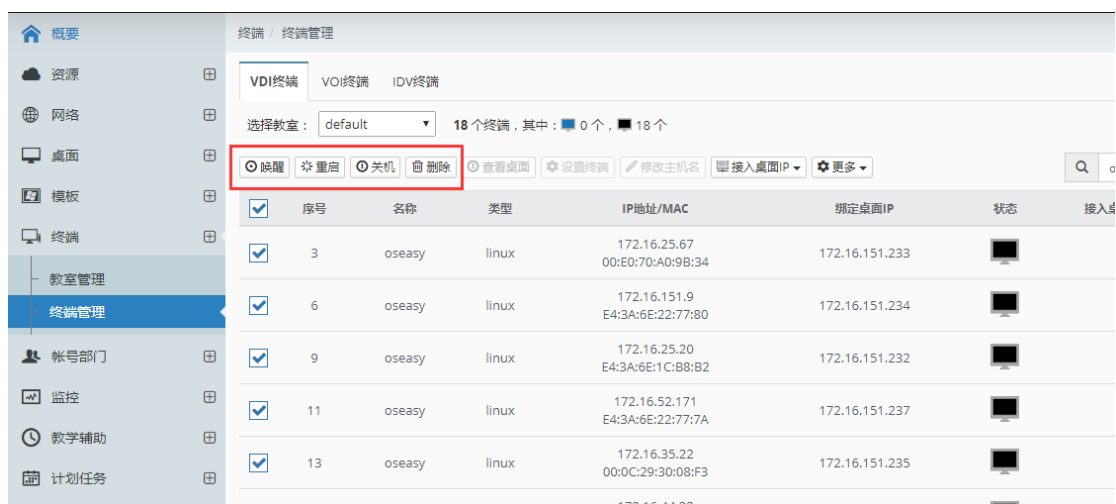 概要
终端 / 终端管理
资源
VDI终端 VOI终端 IDV终端
网络
选择教室： default 18 个终端，其中： 0 个， 18 个
桌面
唤醒 重启 关机 删除 查看桌面 设置终端 修改主机名 接入桌面IP 更多
模板
序号 名称 类型 IP地址/MAC 绑定桌面IP 状态
终端
3 oseasy linux 172.16.25.67 172.16.151.233
00:E0:70:A0:9B:34
教室管理
终端管理
6 oseasy linux 172.16.151.9 172.16.151.234
E4:3A:6E:22:77:80
帐号部门
9 oseasy linux 172.16.25.20 172.16.151.232
E4:3A:6E:1C:B8:B2
监控
11 oseasy linux 172.16.52.171 172.16.151.237
E4:3A:6E:22:77:7A
教学辅助
13 oseasy linux 172.16.35.22 172.16.151.235
00:0C:29:30:08:F3
计划任务